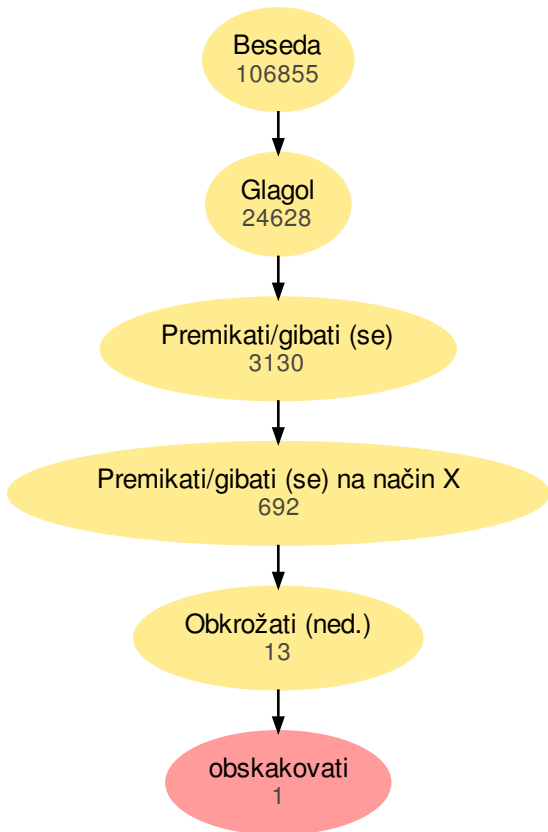 Beseda
106855
Glagol
24628
Premikati/gibati (se)
3130
Premikati/gibati (se) na način X
692
Obkrožati (ned.)
13
obskakovati
1